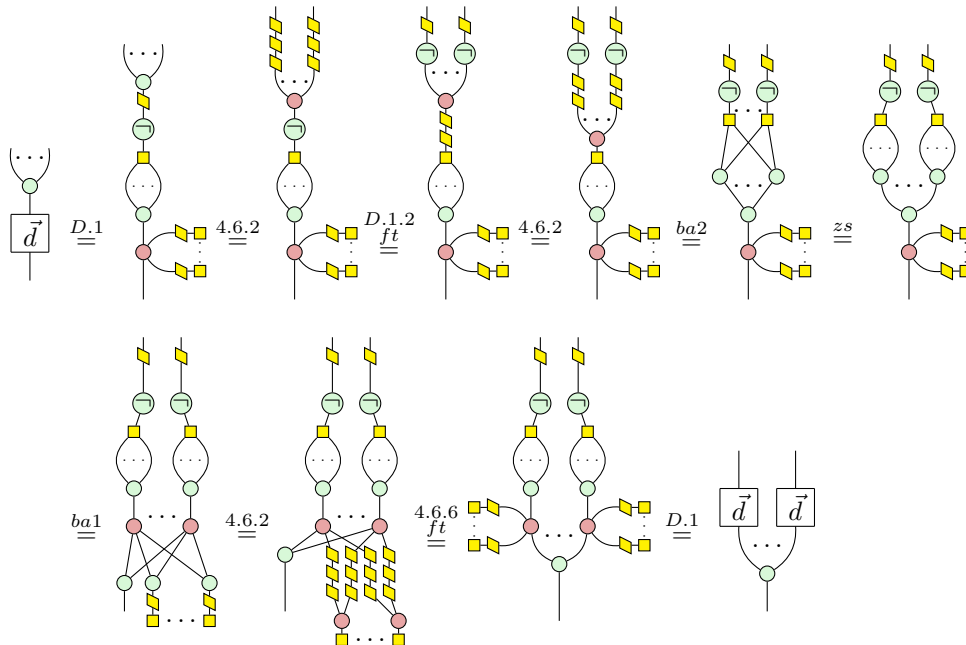 D.1
=
4.6.2
=
D.1.2
ft
=
4.6.2
=
ba2
=
zs
=
d⃗
ba1
=
4.6.2
=
4.6.6
ft
=
D.1
=
d⃗ d⃗